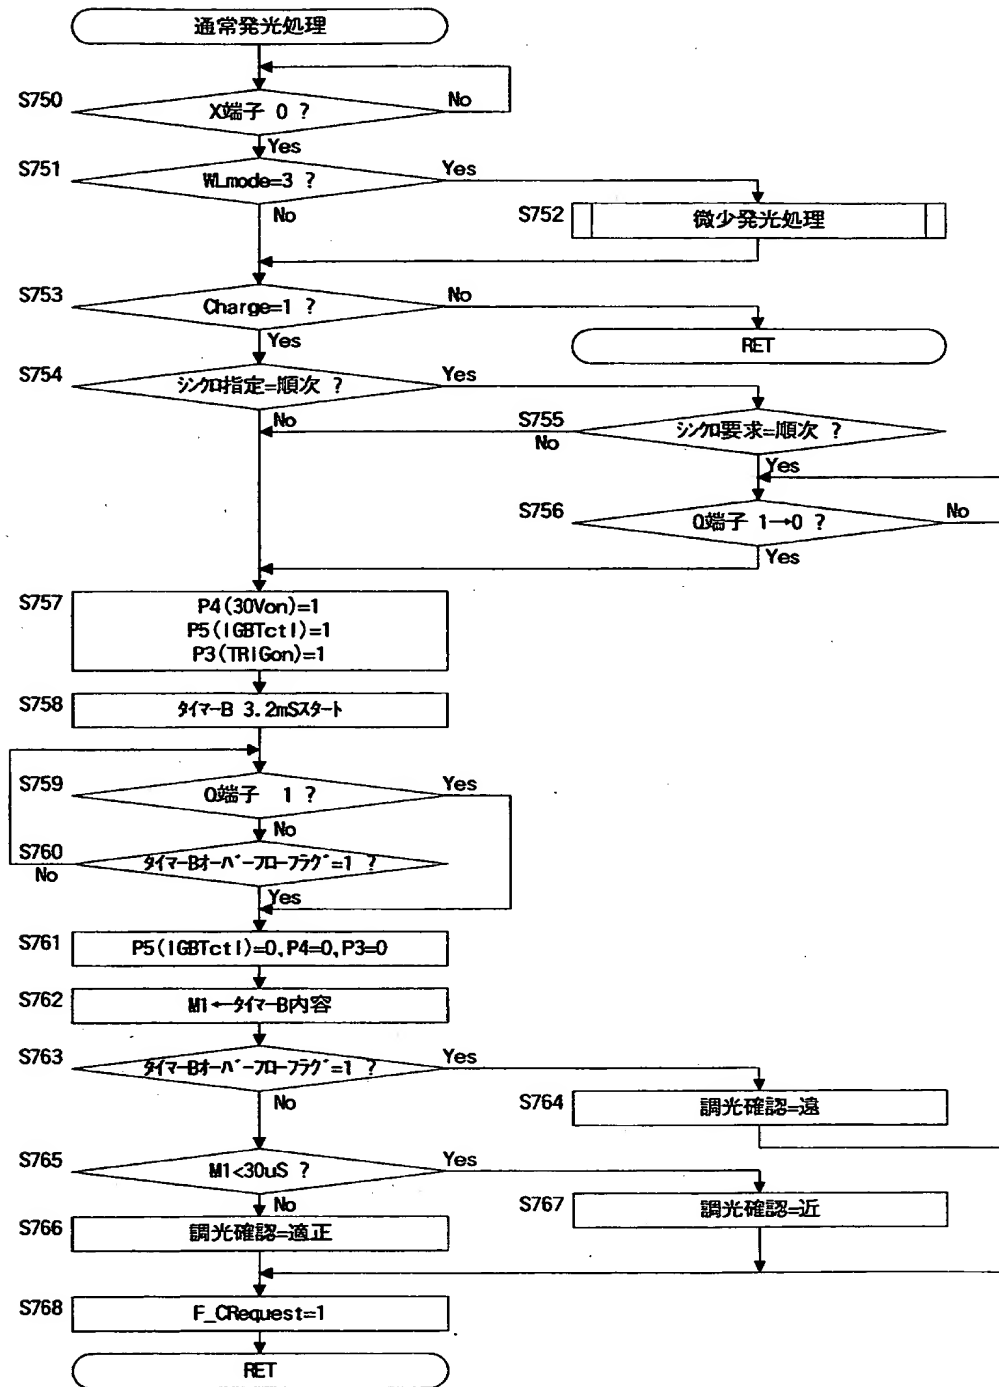 通常発光処理
S750
X端子 0 ?
No
Yes
S751
WLmode=3 ?
Yes
No
S752
微少発光処理
S753
Charge=1 ?
No
Yes
RET
S754
シンクロ指定=順次 ?
Yes
No
S755
シンクロ要求=順次 ?
No
Yes
S756
Q端子 1→0 ?
No
Yes
S757
P4(30Von)=1
P5(IGBTctl)=1
P3(TRIGon)=1
S758
タイマーB 3.2mSスタート
S759
Q端子 1 ?
Yes
No
S760
タイマーBオーバーフローフラグ=1 ?
No
Yes
S761
P5(IGBTctl)=0,P4=0,P3=0
S762
M1←タイマーB内容
S763
タイマーBオーバーフローフラグ=1 ?
Yes
No
S764
調光確認=遠
S765
M1<30uS ?
Yes
No
S766
調光確認=適正
S767
調光確認=近
S768
F_CRequest=1
RET